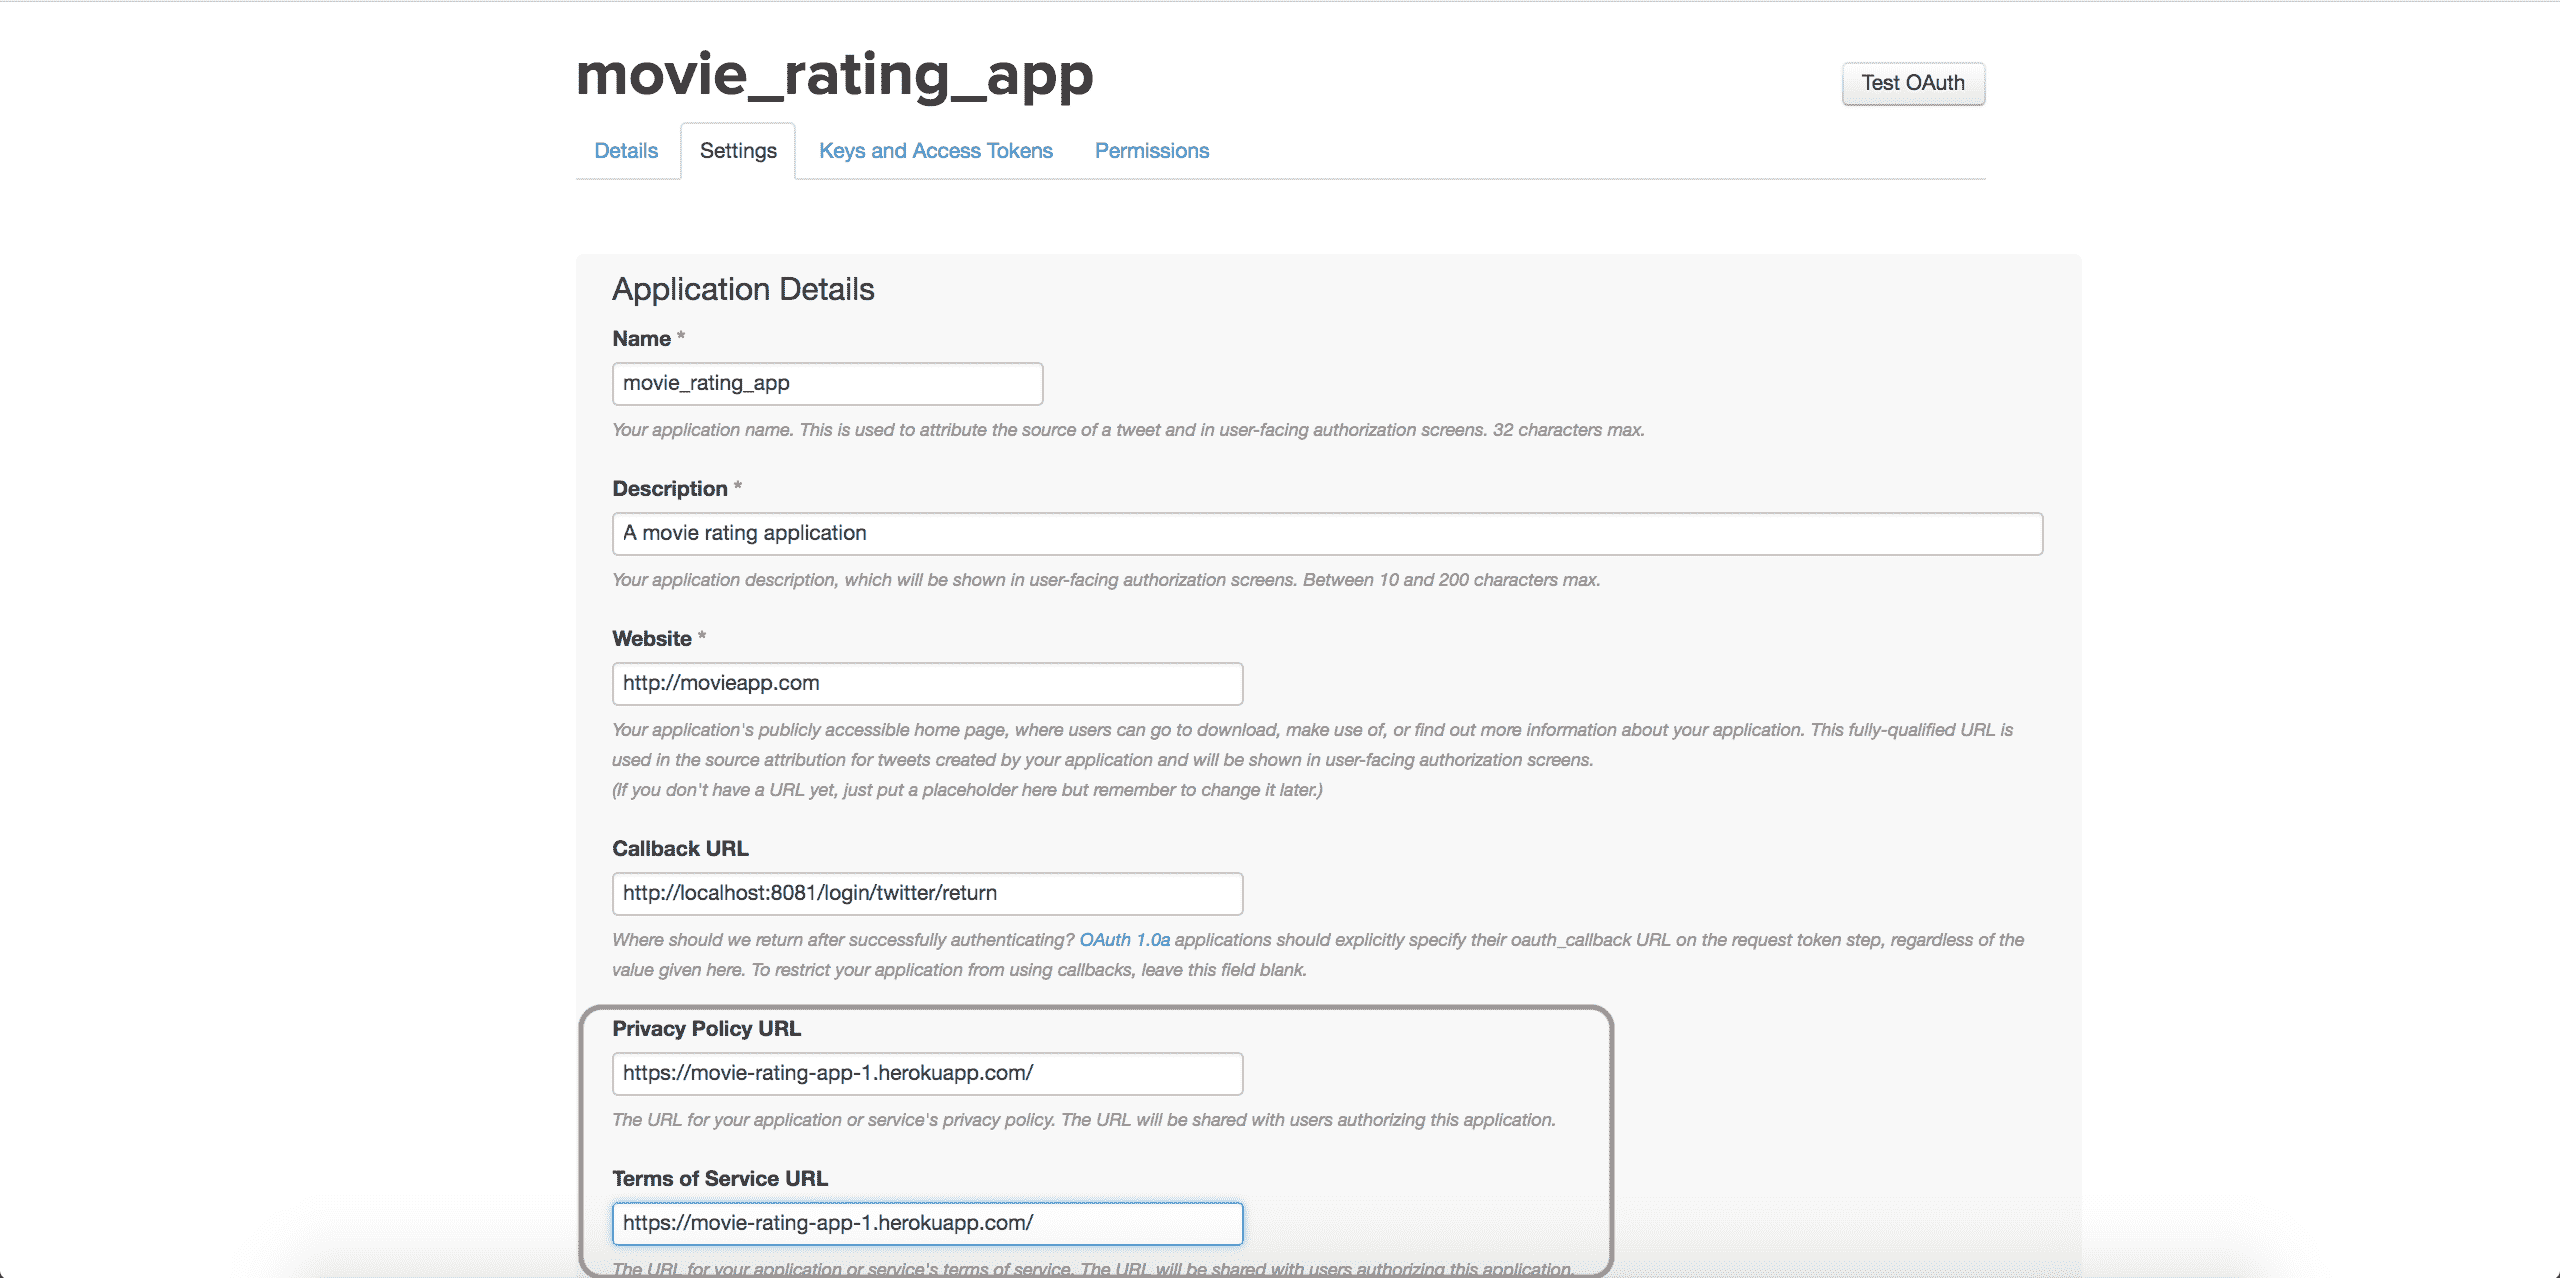 movie_rating_app
Test OAuth
Details Settings Keys and Access Tokens Permissions
Application Details
Name *
movie_rating_app
Your application name. This is used to attribute the source of a tweet and in user-facing authorization screens. 32 characters max.
Description *
A movie rating application
Your application description, which will be shown in user-facing authorization screens. Between 10 and 200 characters max.
Website *
http://movieapp.com
Your application's publicly accessible home page, where users can go to download, make use of, or find out more information about your application. This fully-qualified URL is
used in the source attribution for tweets created by your application and will be shown in user-facing authorization screens.
(If you don't have a URL yet, just put a placeholder here but remember to change it later.)
Callback URL
http://localhost:8081/login/twitter/return
Where should we return after successfully authenticating? OAuth 1.0a applications should explicitly specify their oauth_callback URL on the request token step, regardless of the
value given here. To restrict your application from using callbacks, leave this field blank.
Privacy Policy URL
https://movie-rating-app-1.herokuapp.com/
The URL for your application or service's privacy policy. The URL will be shared with users authorizing this application.
Terms of Service URL
https://movie-rating-app-1.herokuapp.com/
The URL for your application or service's terms of service. The URL will be shared with users authorizing this application.